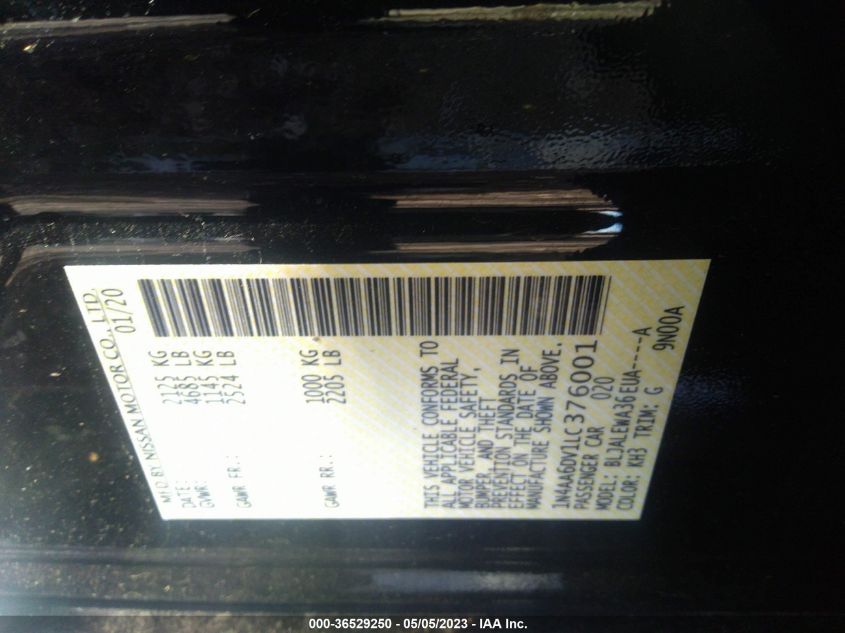 MFD BY NISSAN MOTOR CO., LTD.
DATE: 01/20
GVWR: 2125 KG
4685 LB
GAWR FR.: 1145 KG
2524 LB
GAWR RR.: 1000 KG
2205 LB
THIS VEHICLE CONFORMS TO
ALL APPLICABLE FEDERAL
MOTOR VEHICLE SAFETY,
BUMPER, AND THEFT
PREVENTION STANDARDS IN
EFFECT ON THE DATE OF
MANUFACTURE SHOWN ABOVE.
1N4AA6DV1LC376001
PASSENGER CAR 020
MODEL: BLJALEWA36EUA----A
COLOR: KH3 TRIM: G 9N00A
000-36529250 - 05/05/2023 - IAA Inc.